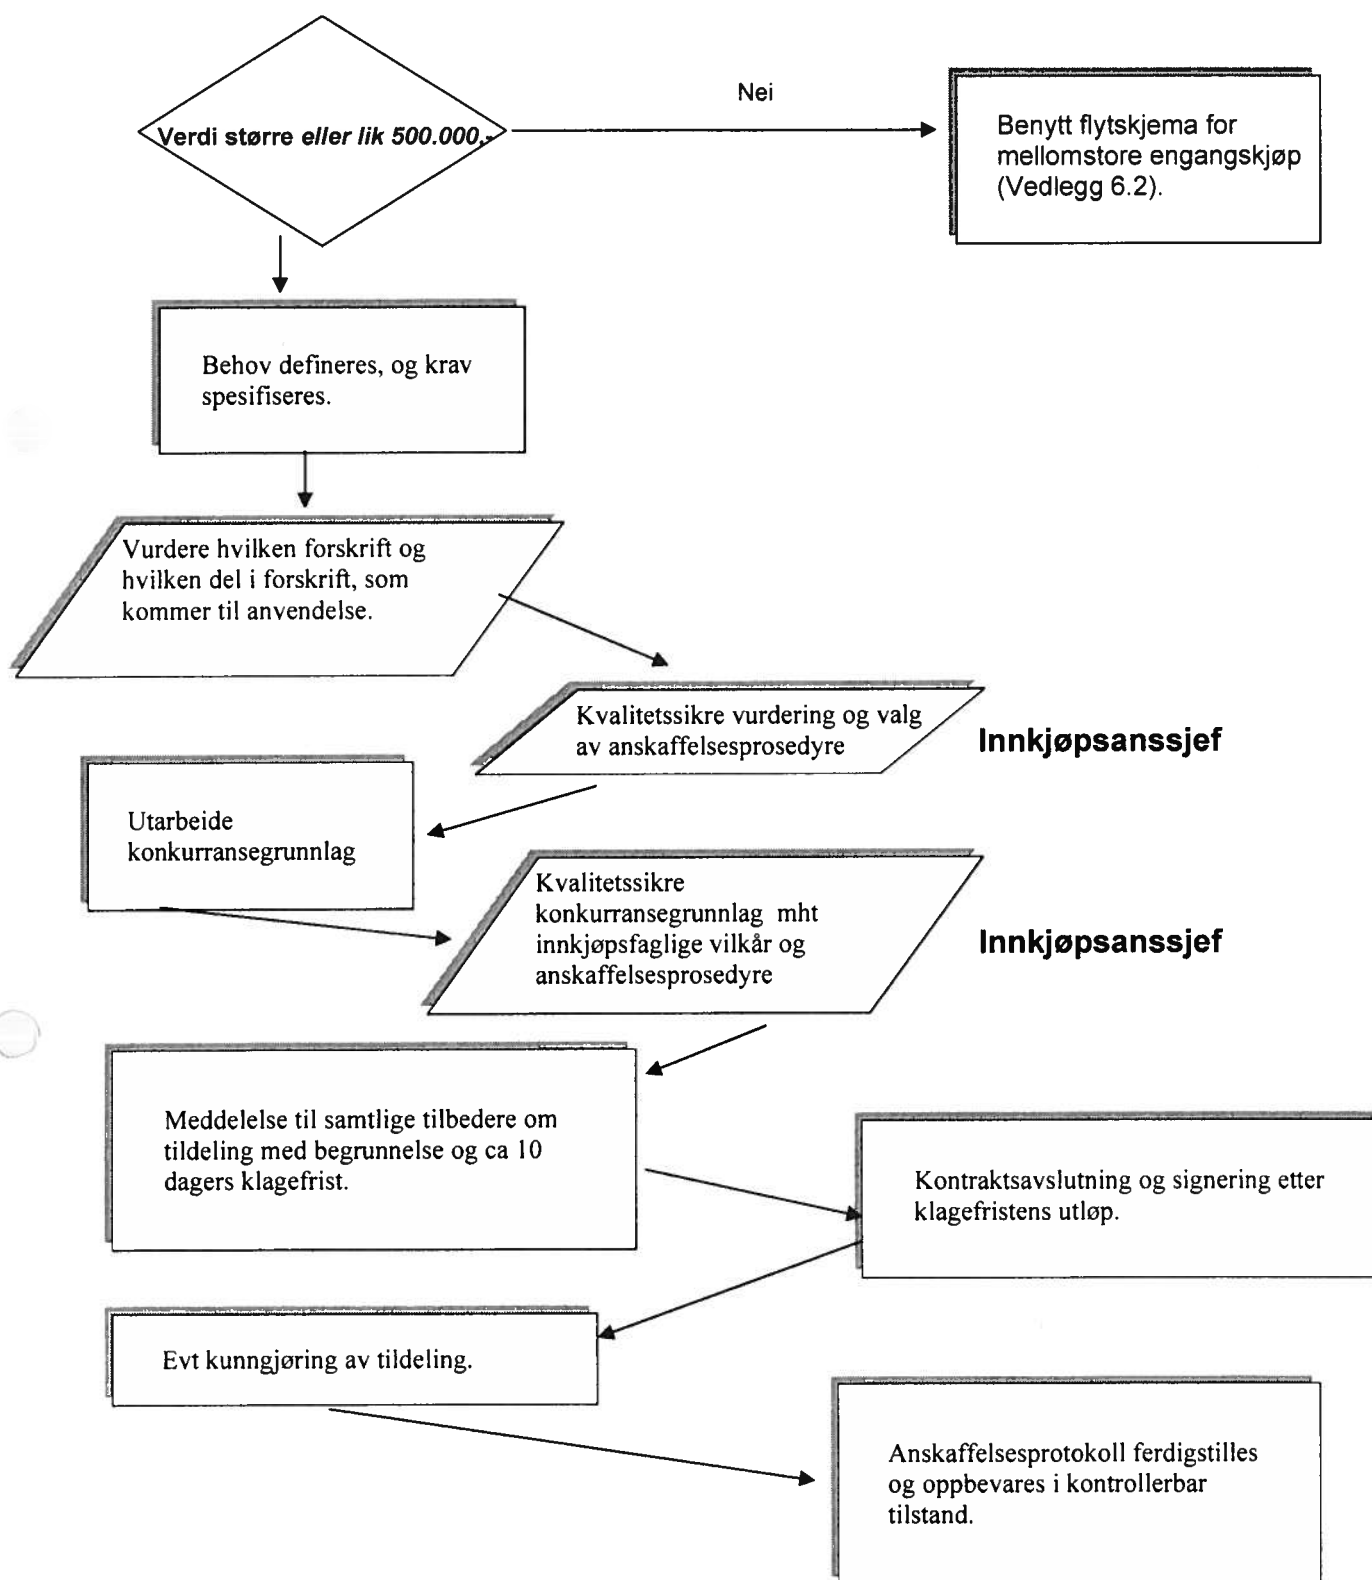 Verdi større eller lik 500.000,-
Nei
Benytt flytskjema for
mellomstore engangskjøp
(Vedlegg 6.2).
Behov defineres, og krav
spesifiseres.
Vurdere hvilken forskrift og
hvilken del i forskrift, som
kommer til anvendelse.
Kvalitetssikre vurdering og valg
av anskaffelsesprosedyre
Innkjøpsanssjef
Utarbeide
konkurransegrunnlag
Kvalitetssikre
konkurransegrunnlag mht
innkjøpsfaglige vilkår og
anskaffelsesprosedyre
Innkjøpsanssjef
Meddelelse til samtlige tilbedere om
tildeling med begrunnelse og ca 10
dagers klagefrist.
Kontraktsavslutning og signering etter
klagefristens utløp.
Evt kunngjøring av tildeling.
Anskaffelsesprotokoll ferdigstilles
og oppbevares i kontrollerbar
tilstand.